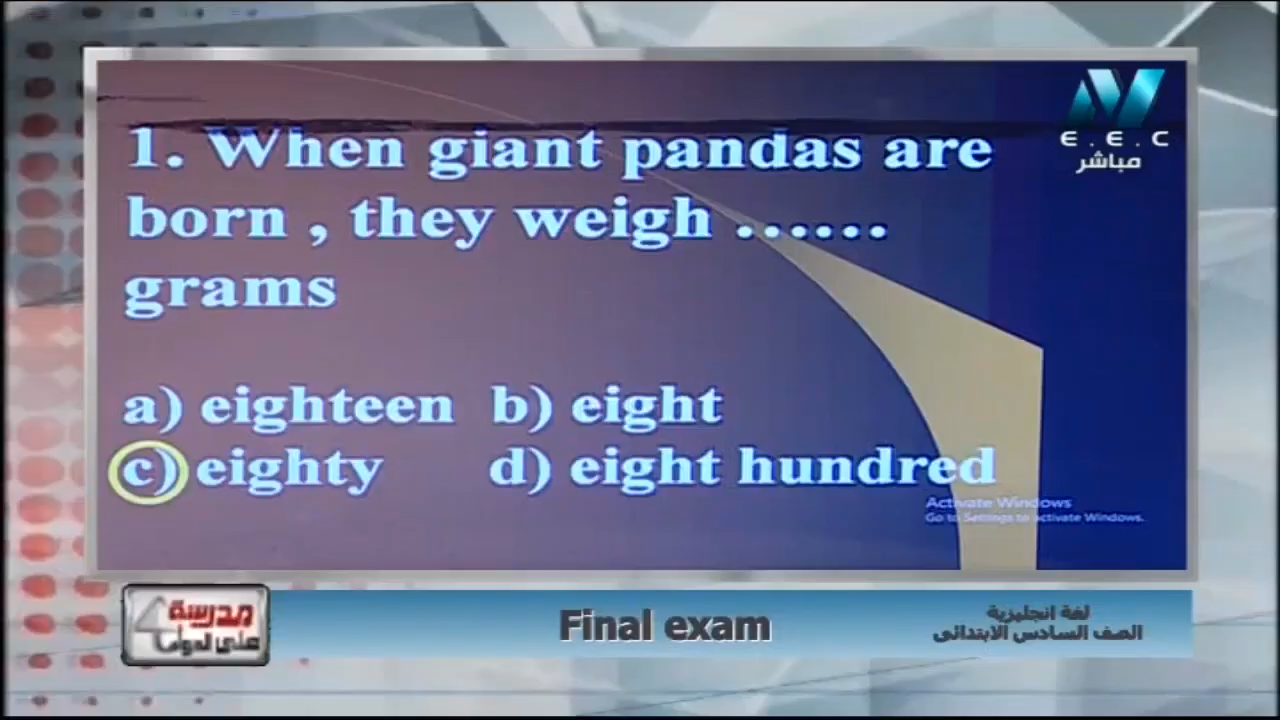 E.E.C
مباشر
1. When giant pandas are
born , they weigh ......
grams
a) eighteen b) eight
c) eighty d) eight hundred
Activate Windows
Go to Settings to activate Windows.
مدرسة
على الهواء
Final exam
لغة انجليزية
الصف السادس الابتدائى